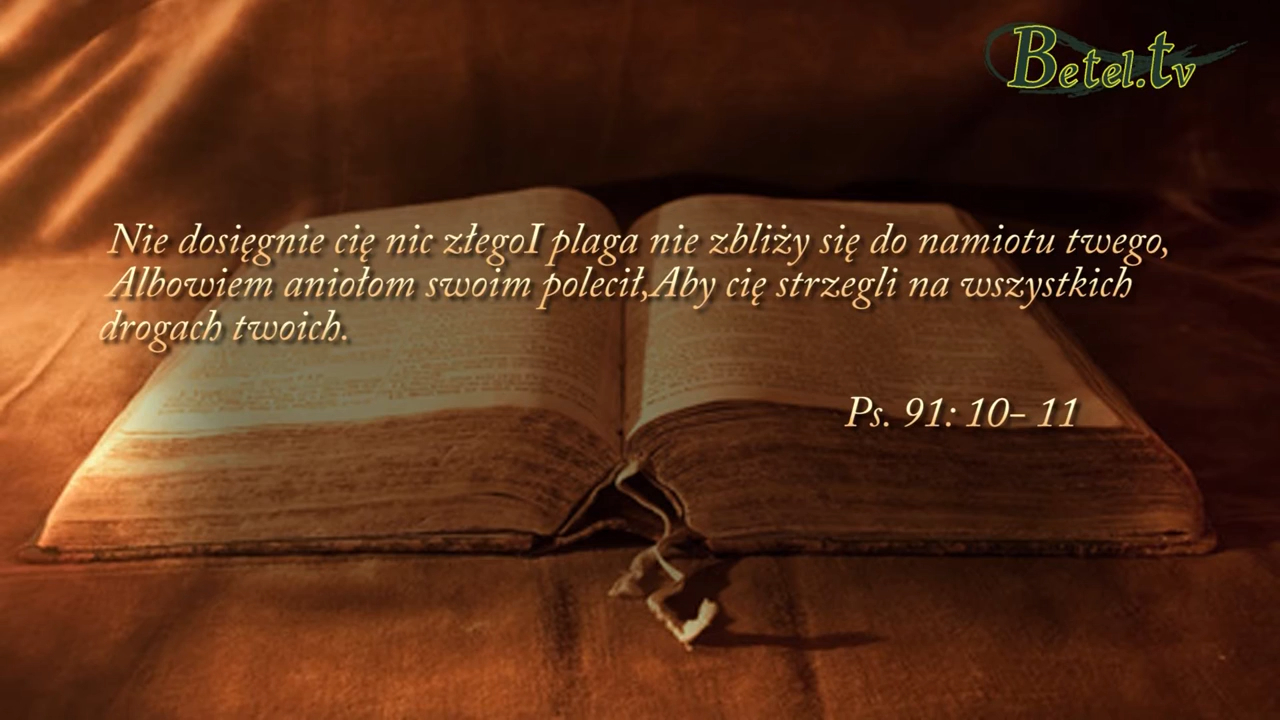 Betel.tv
Nie dosięgnie cię nic złegoI plaga nie zbliży się do namiotu twego,
Albowiem aniołom swoim polecił,Aby cię strzegli na wszystkich
drogach twoich.
Ps. 91: 10- 11